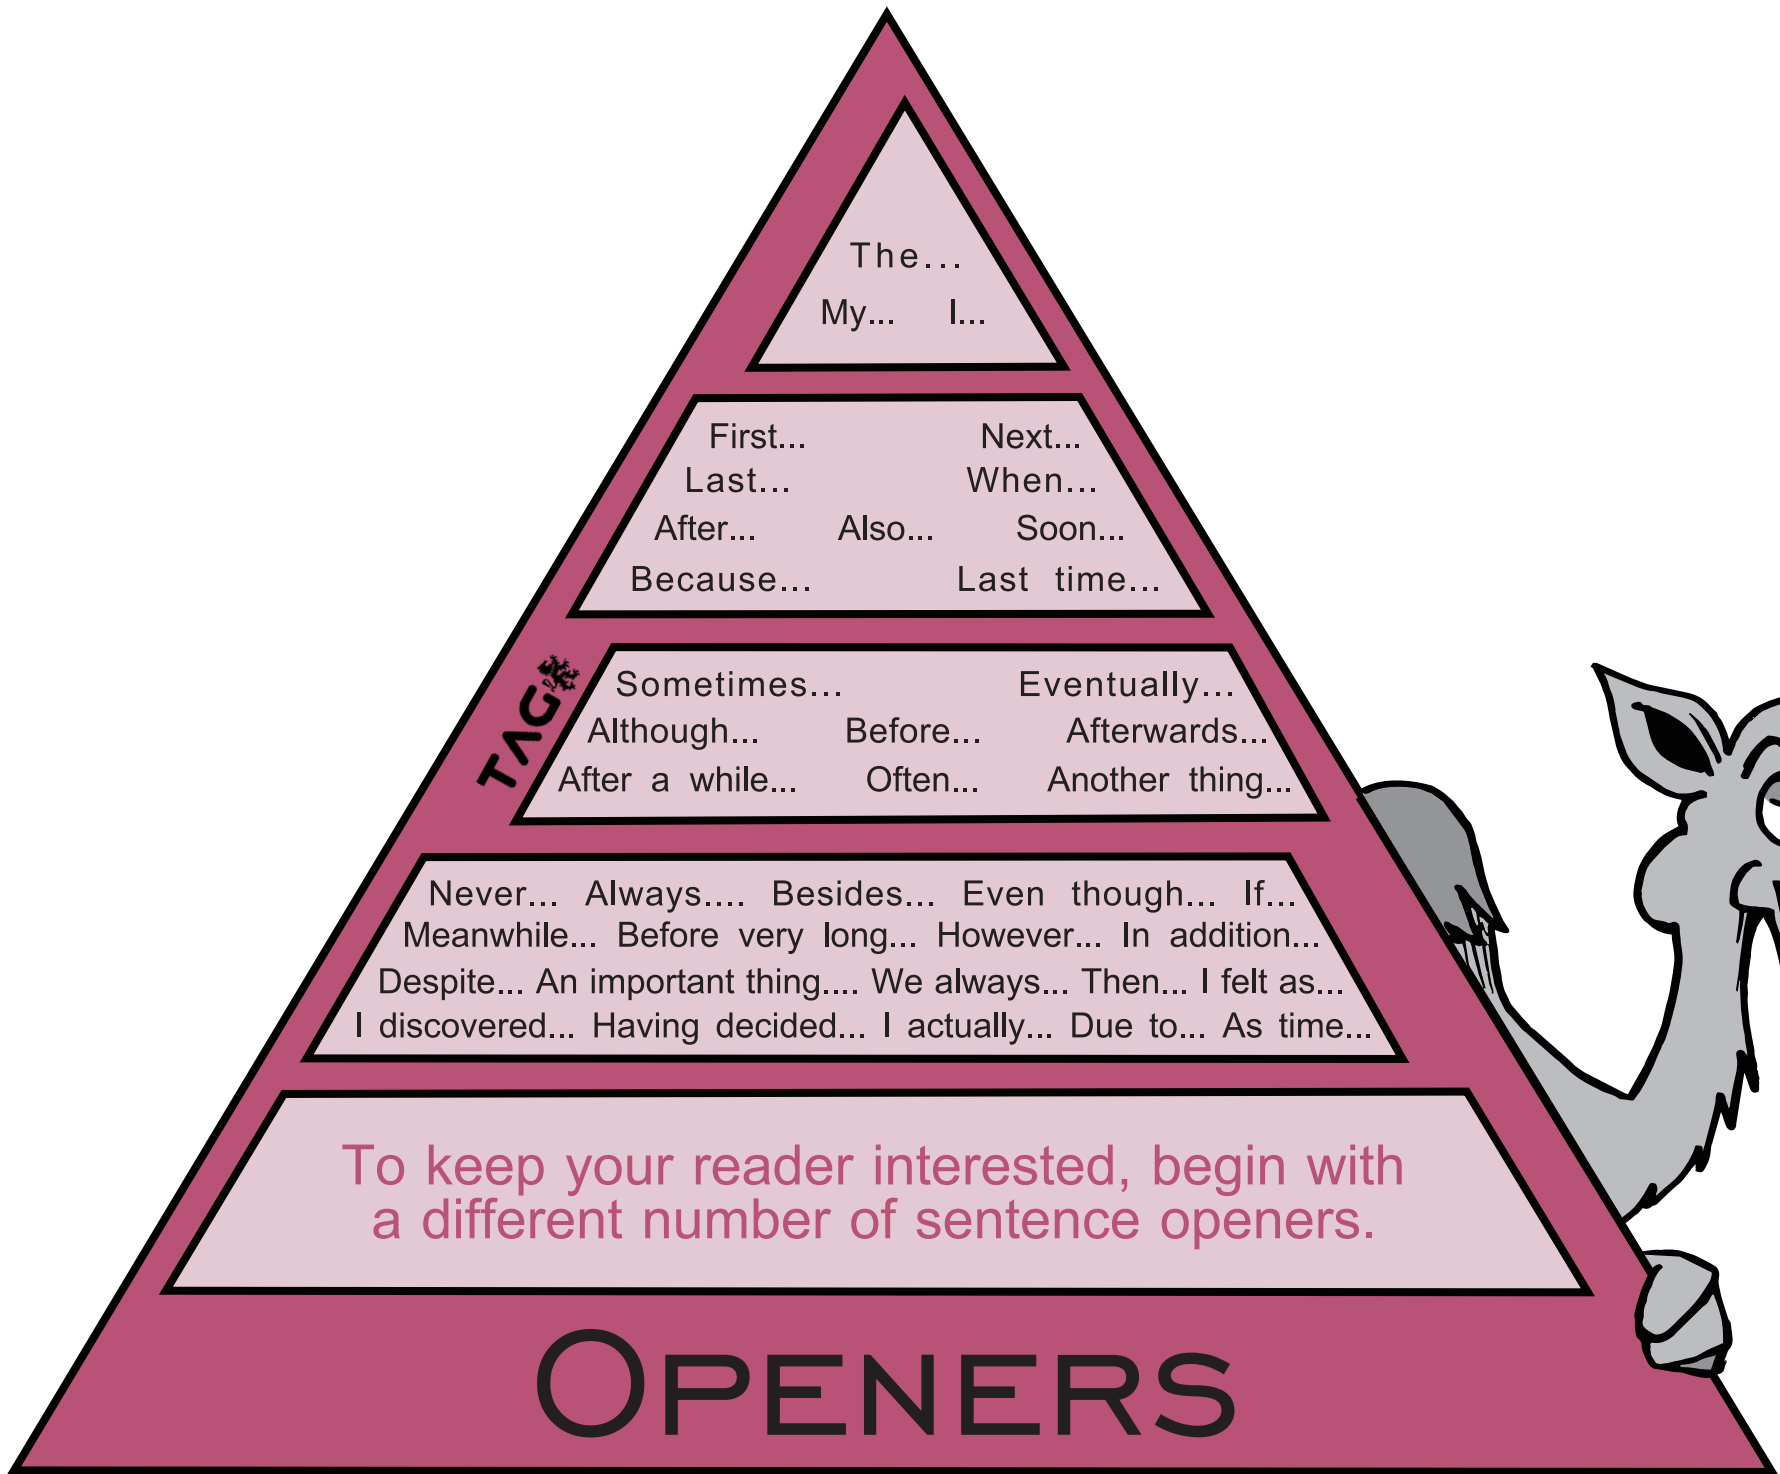 The...
My... I...
First... Next...
Last... When...
After... Also... Soon...
Because... Last time...
TAG
Sometimes... Eventually...
Although... Before... Afterwards...
After a while... Often... Another thing...
Never... Always.... Besides... Even though... If...
Meanwhile... Before very long... However... In addition...
Despite... An important thing.... We always... Then... I felt as...
I discovered... Having decided... I actually... Due to... As time...
To keep your reader interested, begin with
a different number of sentence openers.
OPENERS